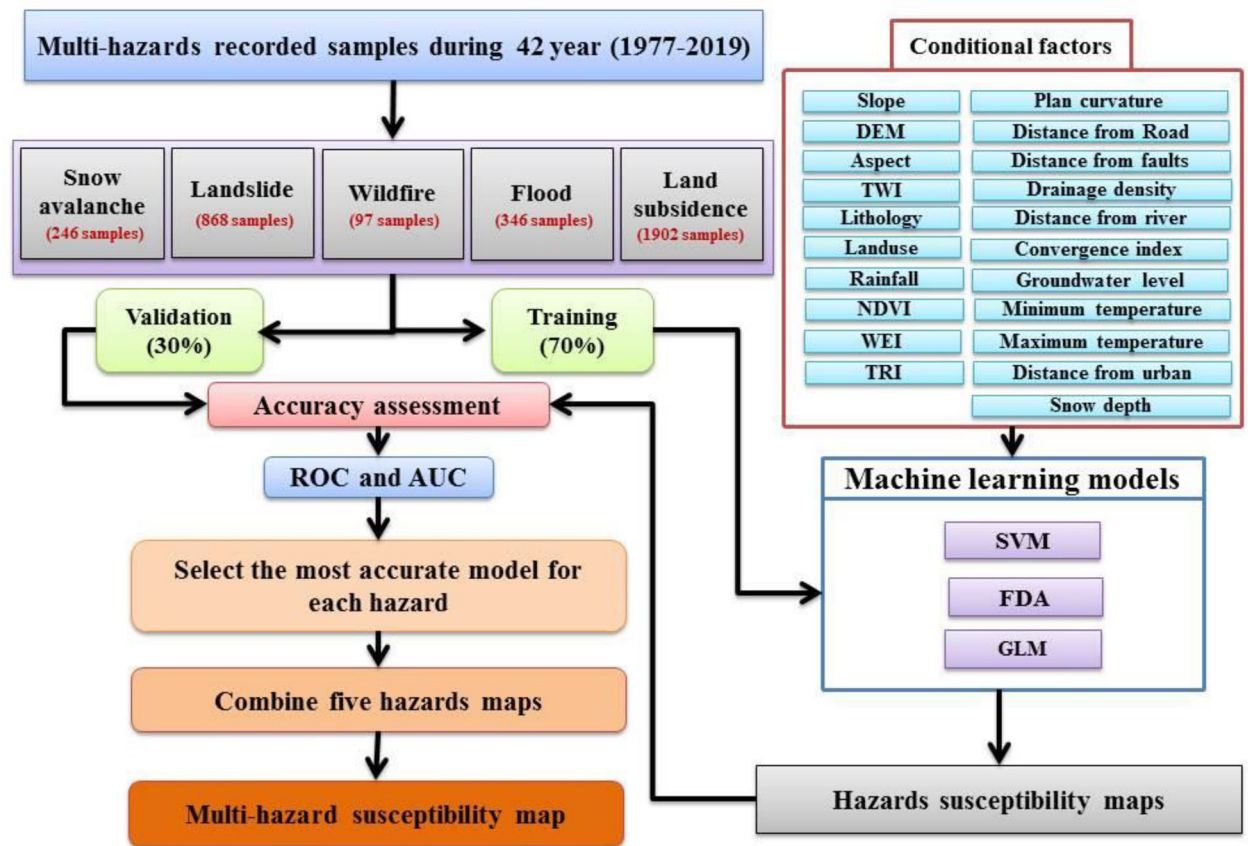 Multi-hazards recorded samples during 42 year (1977-2019)
Snow
avalanche
(246 samples)
Landslide
(868 samples)
Wildfire
(97 samples)
Flood
(346 samples)
Land
subsidence
(1902 samples)
Validation
(30%)
Training
(70%)
Accuracy assessment
ROC and AUC
Select the most accurate model for
each hazard
Combine five hazards maps
Multi-hazard susceptibility map
Conditional factors
Slope
DEM
Aspect
TWI
Lithology
Landuse
Rainfall
NDVI
WEI
TRI
Plan curvature
Distance from Road
Distance from faults
Drainage density
Distance from river
Convergence index
Groundwater level
Minimum temperature
Maximum temperature
Distance from urban
Snow depth
Machine learning models
SVM
FDA
GLM
Hazards susceptibility maps